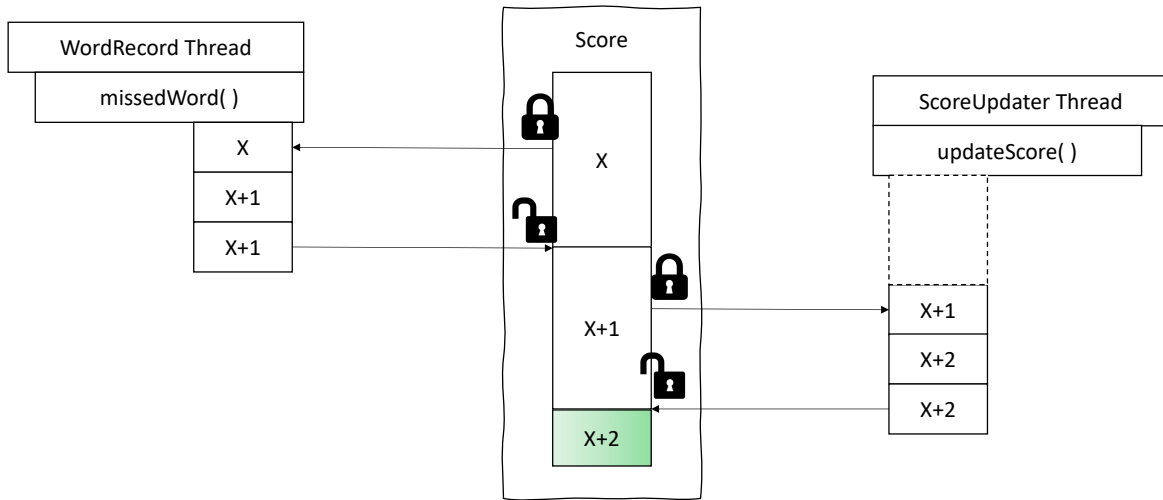 WordRecord Thread
missedWord( )
X
X+1
X+1
Score
X
X+1
X+2
ScoreUpdater Thread
updateScore( )
X+1
X+2
X+2